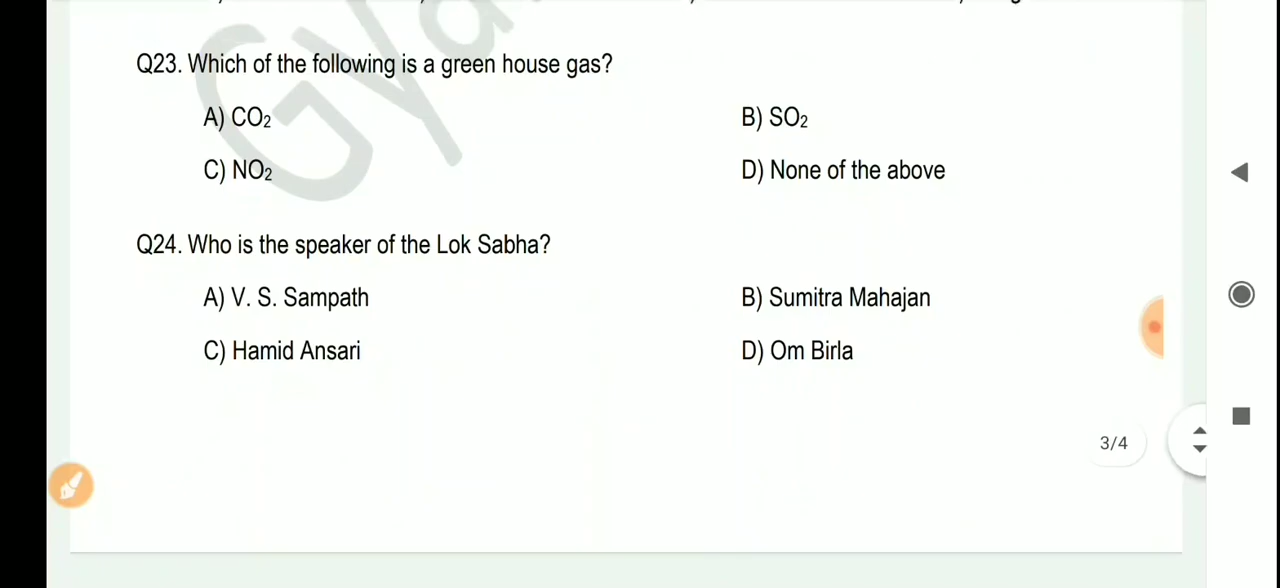 Q23. Which of the following is a green house gas?
A) CO2 B) SO2
C) NO2 D) None of the above
Q24. Who is the speaker of the Lok Sabha?
A) V. S. Sampath B) Sumitra Mahajan
C) Hamid Ansari D) Om Birla
3/4